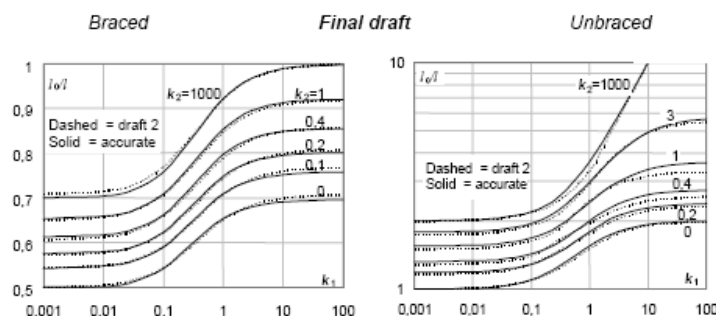 Braced Final draft Unbraced
1
l₀/l
k₂=1000
k₂=1
0,9
Dashed = draft 2
Solid = accurate
0,4
0,8
0,2
0,1
0,7
0
0,6
0,5
k₁
0.001 0.01 0.1 1 10 100
10
l₀/l
k₂=1000
3
Dashed = draft 2
Solid = accurate
1
0.4
0.2
0
k₁
1
0,001 0,01 0,1 1 10 100